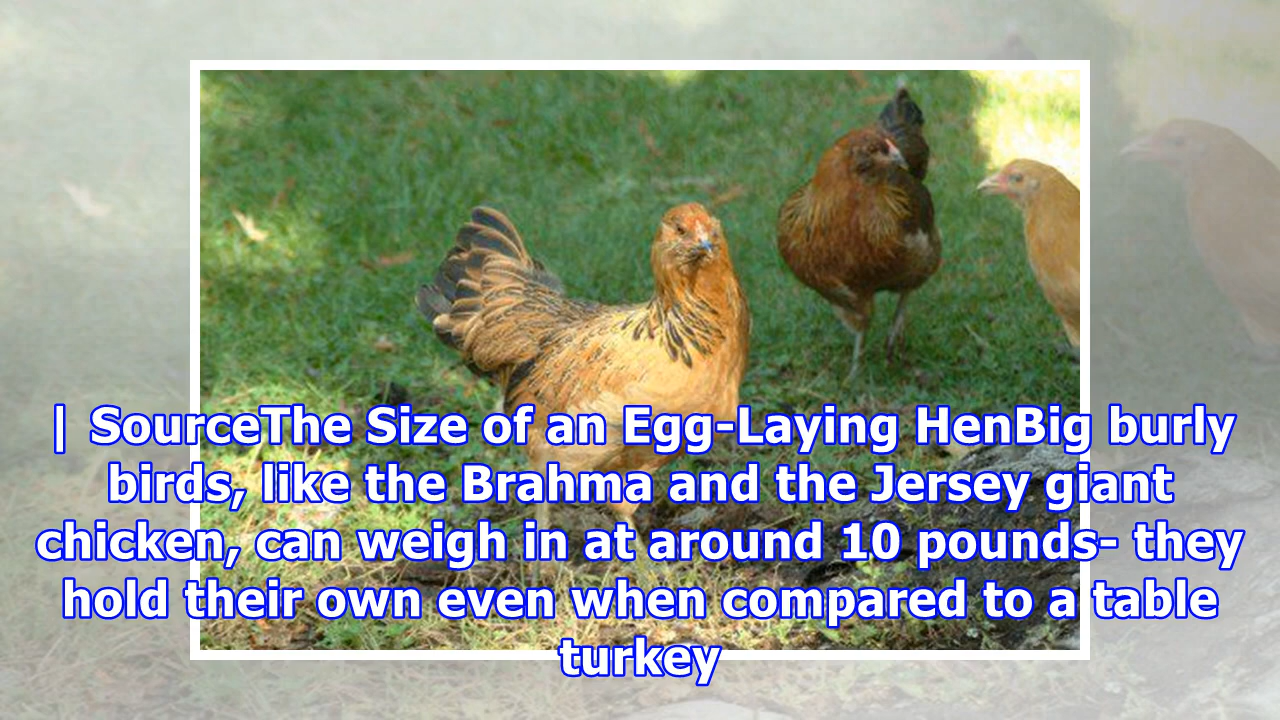 | SourceThe Size of an Egg-Laying HenBig burly
birds, like the Brahma and the Jersey giant
chicken, can weigh in at around 10 pounds- they
hold their own even when compared to a table
turkey